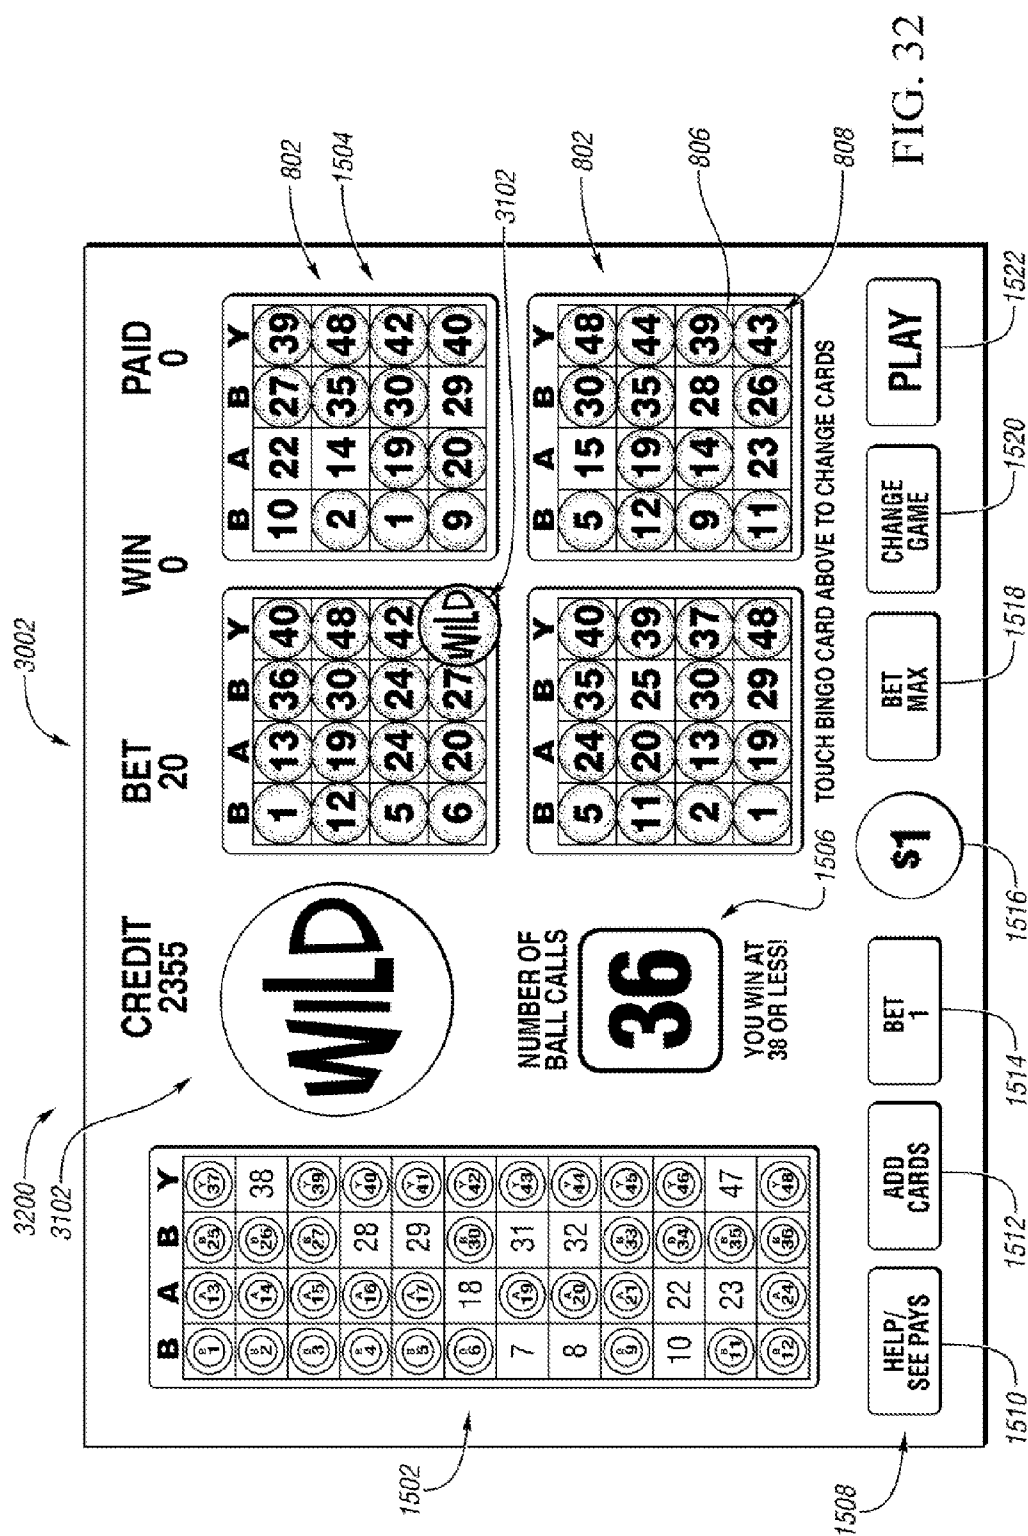 3200
3102
3002
CREDIT BET WIN PAID
2355 20 0 0
1502
B A B Y
B 1 A 13 B 25 Y 37
B 2 A 14 B 26 38
B 3 A 15 B 27 Y 39
B 4 A 16 28 Y 40
B 5 A 17 29 Y 41
B 6 18 B 30 Y 42
7 A 19 31 Y 43
8 A 20 32 Y 44
B 9 A 21 B 33 Y 45
10 22 B 34 Y 46
B 11 23 B 35 47
B 12 A 24 B 36 Y 48
WILD
NUMBER OF
BALL CALLS
36
YOU WIN AT
38 OR LESS!
1506
B A B Y
1 13 36 40
12 19 30 48
5 24 24 42
6 20 27 WILD
B A B Y
10 22 27 39
2 14 35 48
1 19 30 42
9 20 29 40
802
1504
3102
B A B Y
5 24 35 40
11 20 25 39
2 13 30 37
1 19 29 48
B A B Y
5 15 30 48
12 19 35 44
9 14 28 39
11 23 26 43
802
806
808
TOUCH BINGO CARD ABOVE TO CHANGE CARDS
1508
HELP/
SEE PAYS
ADD
CARDS
BET
1
$1
BET
MAX
CHANGE
GAME
PLAY
1510 1512 1514 1516 1518 1520 1522
FIG. 32